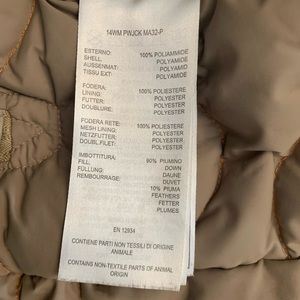 14WM PWJCK MA32-P
ESTERNO: 100% POLIAMMIDE
SHELL: POLYAMIDE
AUSSENMAT: POLYAMID
TISSU EXT: POLYAMIDE
FODERA: 100% POLIESTERE
LINING: POLYESTER
FUTTER: POLYESTER
DOUBLURE: POLYESTER
FODERA RETE: 100% POLIESTERE
MESH LINING: POLYESTER
NETZFUTTER: POLYESTER
DOUBL.FILET: POLYESTER
IMBOTTITURA: 90% PIUMINO
FILL: DOWN
FÜLLUNG: DAUNE
REMBOURRAGE: DUVET
10% PIUMA
FEATHERS
FETTER
PLUMES
EN 12934
CONTIENE PARTI NON TESSILI DI ORIGINE
ANIMALE
CONTAINS NON-TEXTILE PARTS OF ANIMAL
ORIGIN